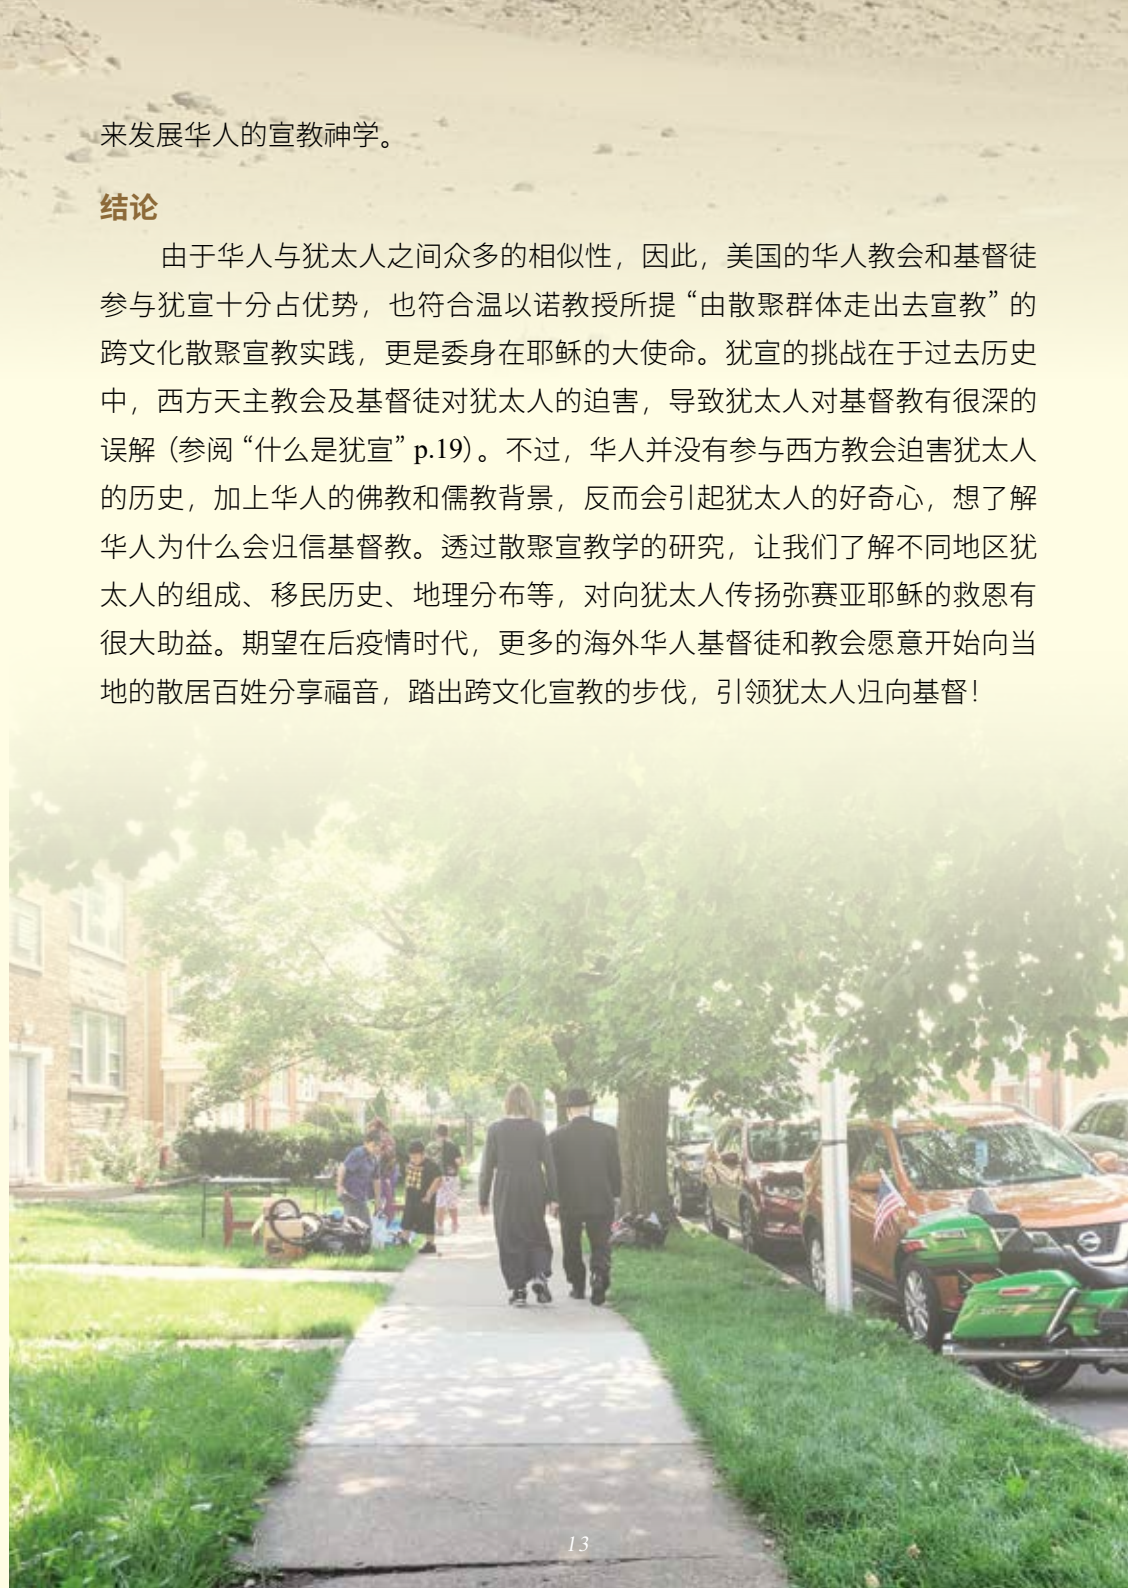 来发展华人的宣教神学。
结论
由于华人与犹太人之间众多的相似性，因此，美国的华人教会和基督徒
参与犹宣十分占优势，也符合温以诺教授所提“由散聚群体走出去宣教”的
跨文化散聚宣教实践，更是委身在耶稣的大使命。犹宣的挑战在于过去历史
中，西方天主教会及基督徒对犹太人的迫害，导致犹太人对基督教有很深的
误解（参阅“什么是犹宣”p.19）。不过，华人并没有参与西方教会迫害犹太人
的历史，加上华人的佛教和儒教背景，反而会引起犹太人的好奇心，想了解
华人为什么会归信基督教。透过散聚宣教学的研究，让我们了解不同地区犹
太人的组成、移民历史、地理分布等，对向犹太人传扬弥赛亚耶稣的救恩有
很大助益。期望在后疫情时代，更多的海外华人基督徒和教会愿意开始向当
地的散居百姓分享福音，踏出跨文化宣教的步伐，引领犹太人归向基督！
13